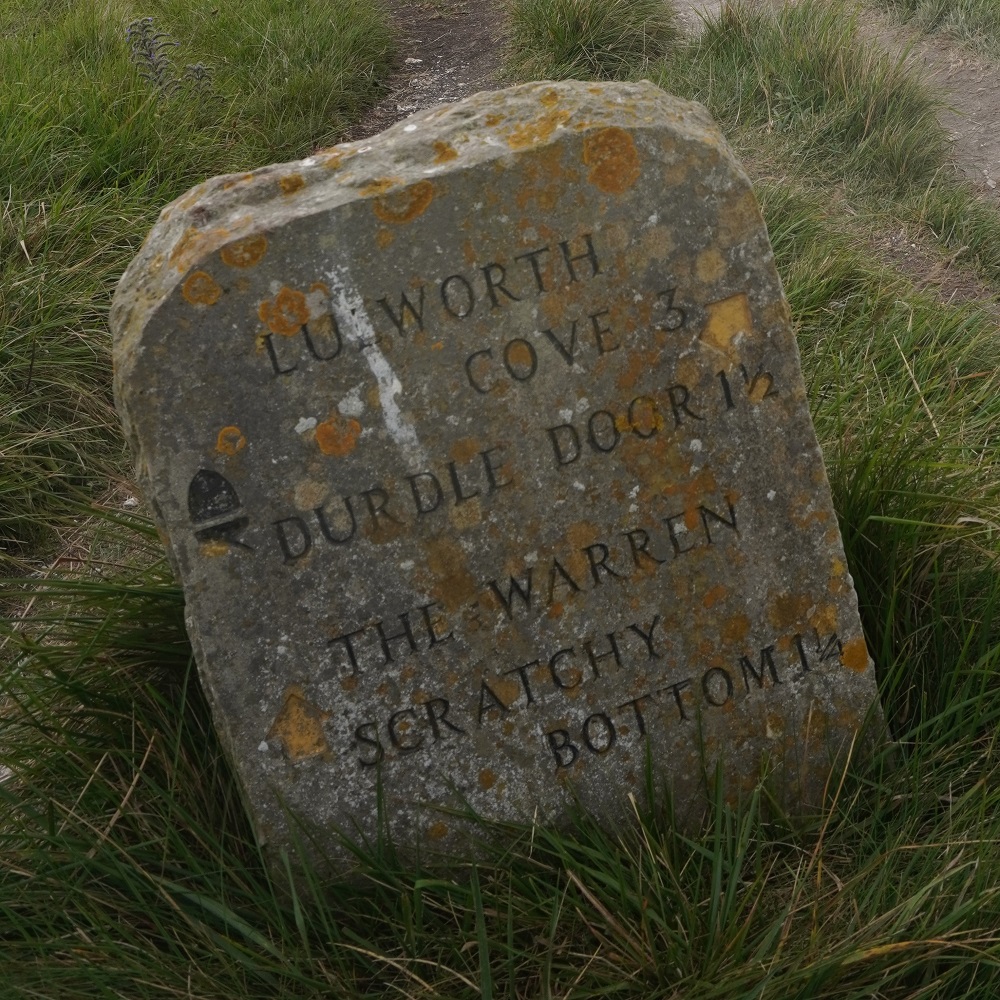 LULWORTH
COVE 3
DURDLE DOOR 1½
THE WARREN
SCRATCHY
BOTTOM 1¼